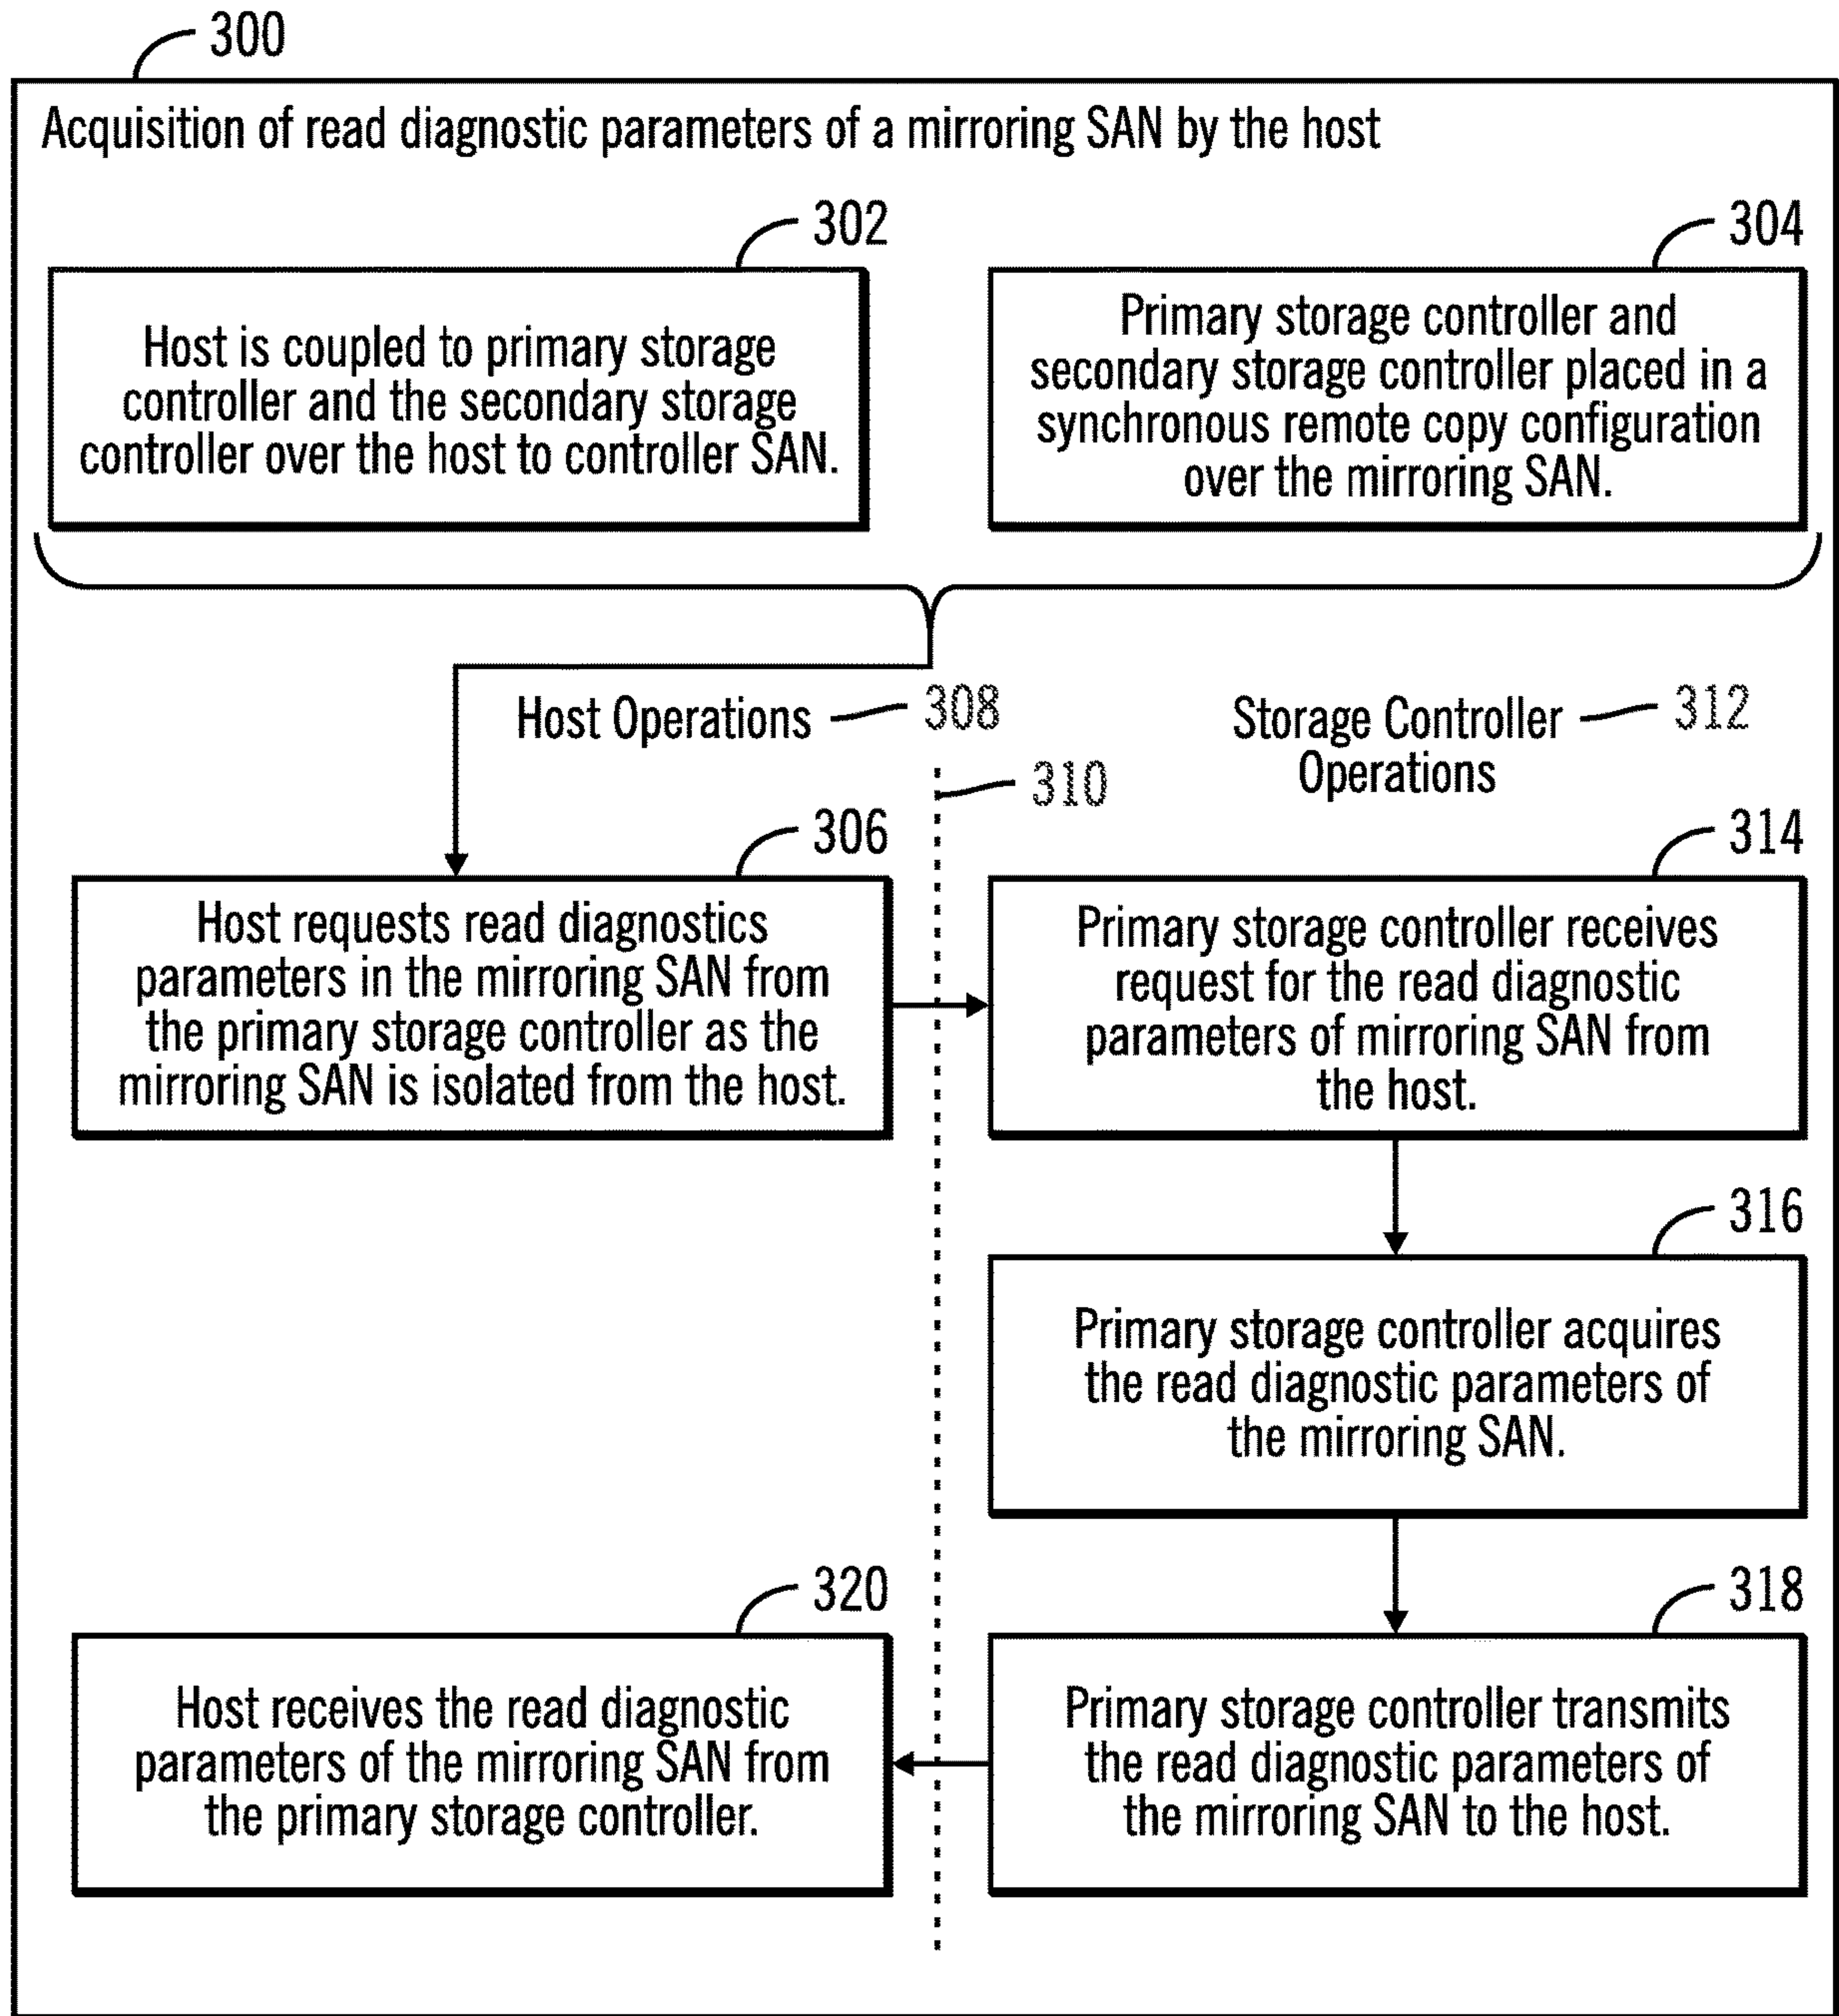 300
Acquisition of read diagnostic parameters of a mirroring SAN by the host
302
Host is coupled to primary storage
controller and the secondary storage
controller over the host to controller SAN.
304
Primary storage controller and
secondary storage controller placed in a
synchronous remote copy configuration
over the mirroring SAN.
Host Operations
308
Storage Controller
Operations
312
310
306
Host requests read diagnostics
parameters in the mirroring SAN from
the primary storage controller as the
mirroring SAN is isolated from the host.
314
Primary storage controller receives
request for the read diagnostic
parameters of mirroring SAN from
the host.
316
Primary storage controller acquires
the read diagnostic parameters of
the mirroring SAN.
318
Primary storage controller transmits
the read diagnostic parameters of
the mirroring SAN to the host.
320
Host receives the read diagnostic
parameters of the mirroring SAN from
the primary storage controller.